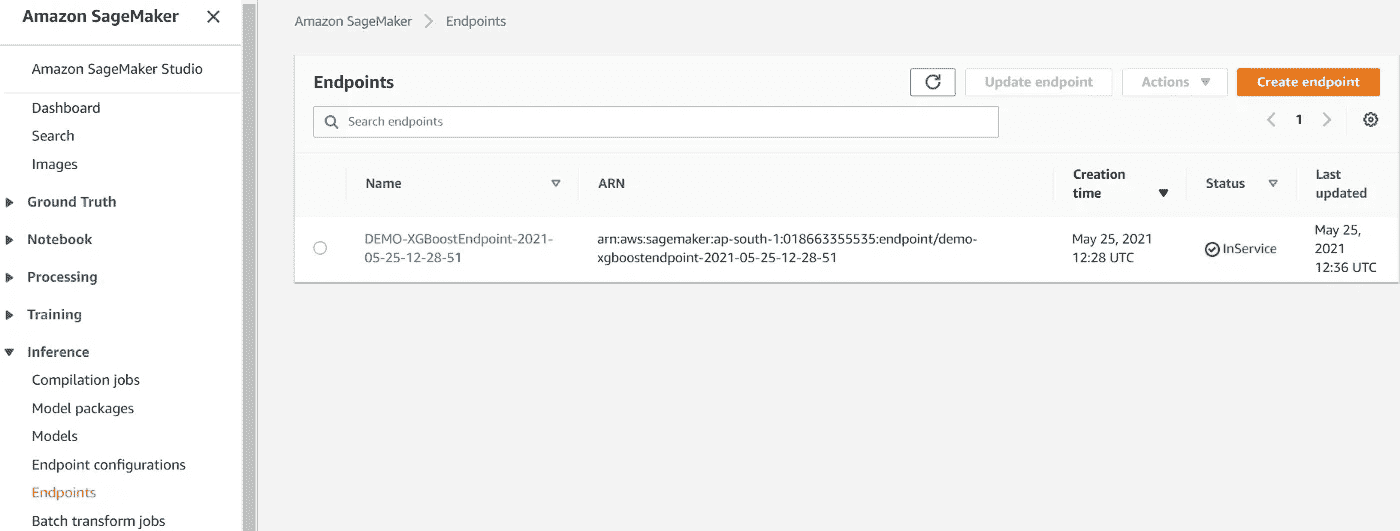 Amazon SageMaker
Amazon SageMaker Studio
Dashboard
Search
Images
Ground Truth
Notebook
Processing
Training
Inference
Compilation jobs
Model packages
Models
Endpoint configurations
Endpoints
Batch transform jobs
Amazon SageMaker > Endpoints
Endpoints
Update endpoint
Actions
Create endpoint
Search endpoints
1
Name
ARN
Creation
time
Status
Last
updated
DEMO-XGBoostEndpoint-2021-
05-25-12-28-51
arn:aws:sagemaker:ap-south-1:018663355535:endpoint/demo-
xgboostendpoint-2021-05-25-12-28-51
May 25, 2021
12:28 UTC
InService
May 25,
2021
12:36 UTC